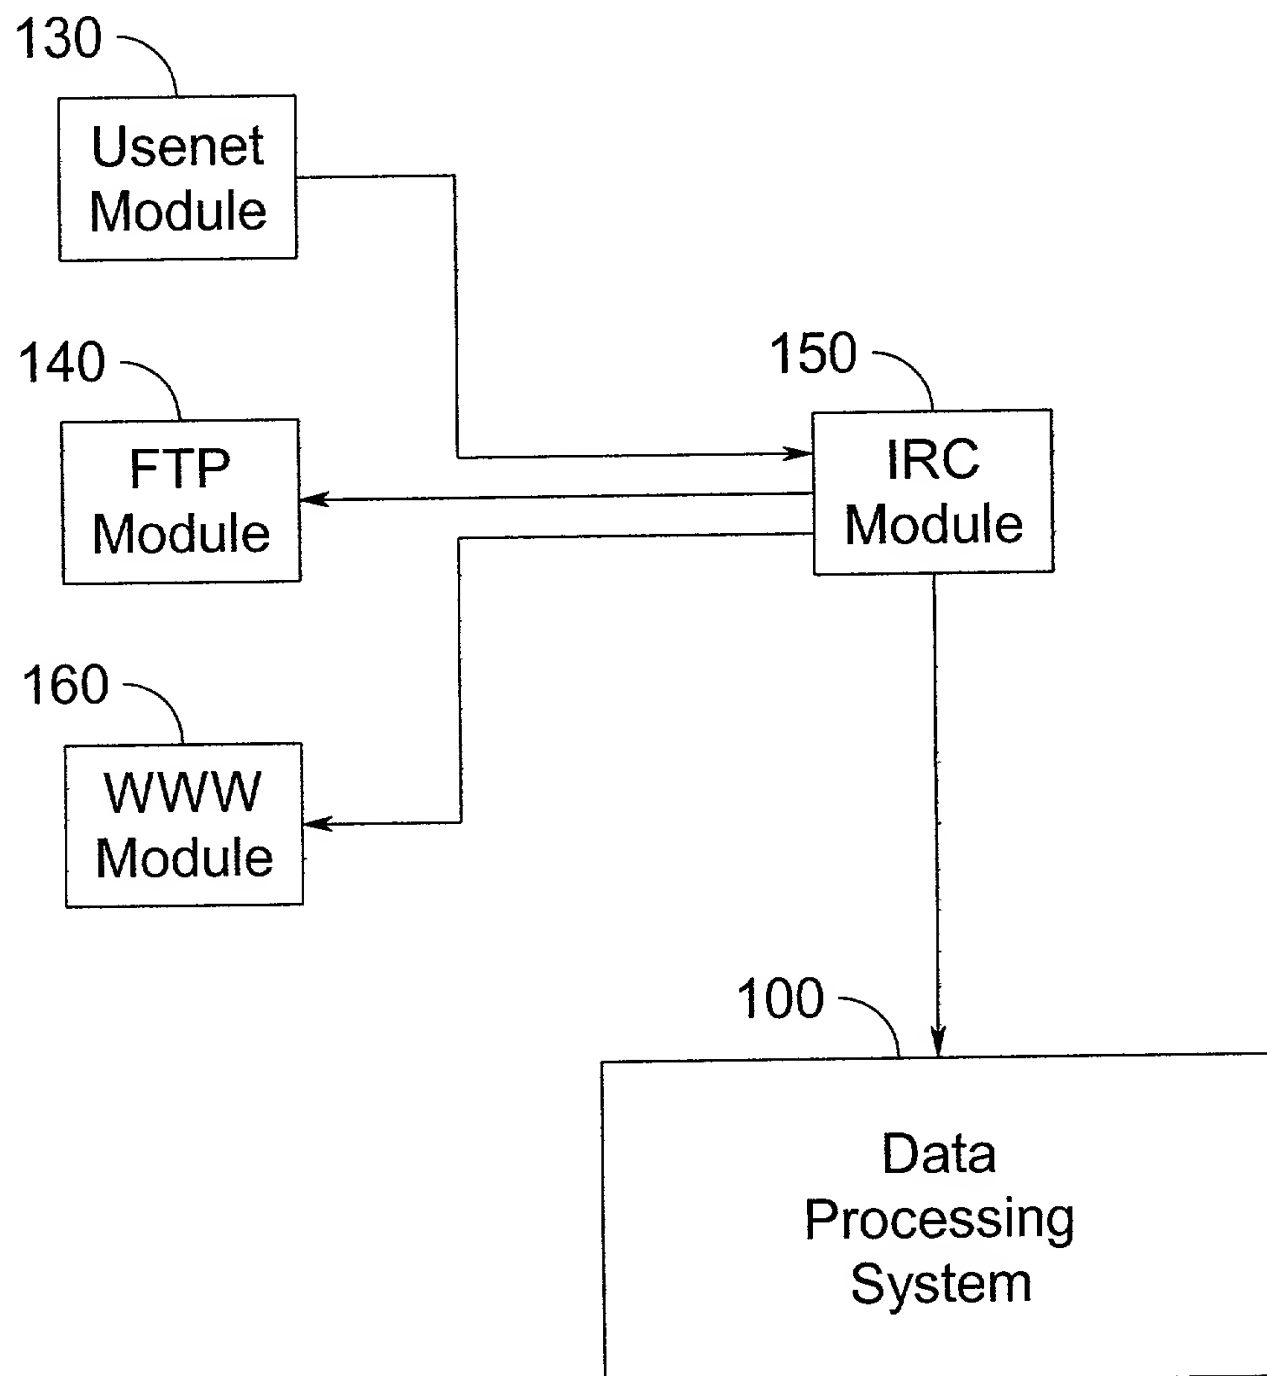 130
Usenet
Module
140
FTP
Module
150
IRC
Module
160
WWW
Module
100
Data
Processing
System